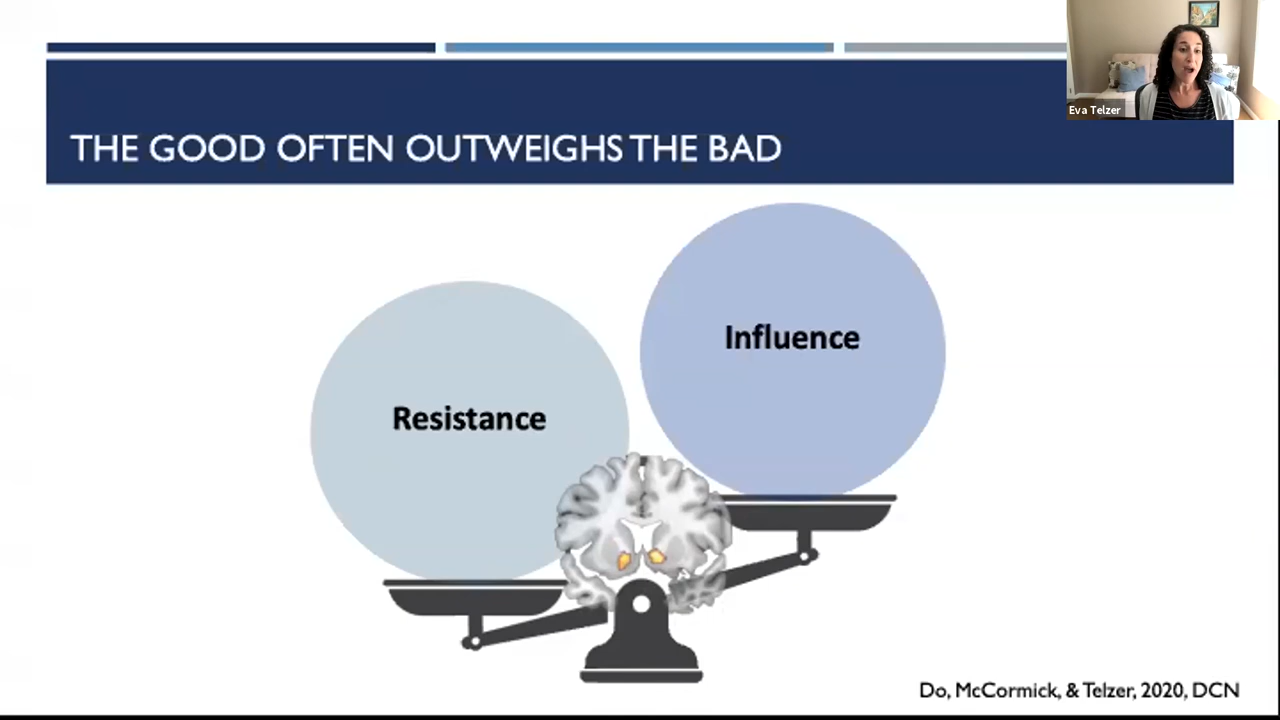 Eva Telzer
THE GOOD OFTEN OUTWEIGHS THE BAD
Influence
Resistance
Do, McCormick, & Telzer, 2020, DCN